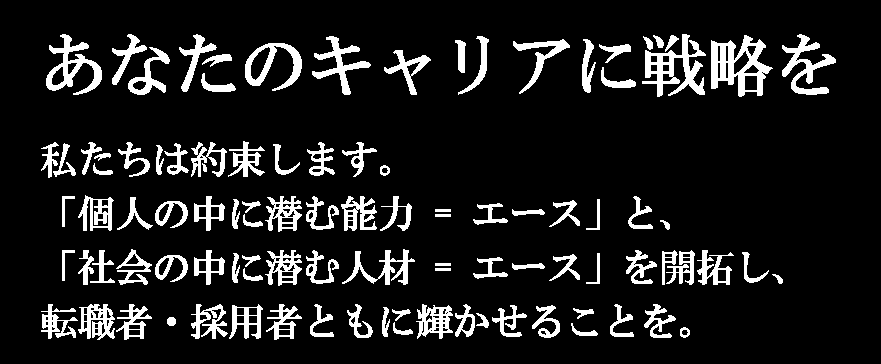 あなたのキャリアに戦略を
私たちは約束します。
「個人の中に潜む能力 = エース」と、
「社会の中に潜む人材 = エース」を開拓し、
転職者・採用者ともに輝かせることを。